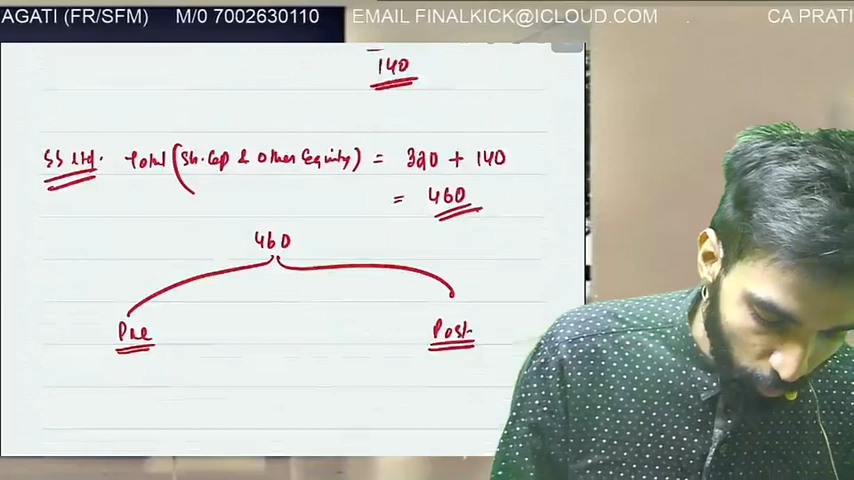 AGATI (FR/SFM) M/0 7002630110 EMAIL FINALKICK@ICLOUD.COM CA PRATI
140
SS Ltd. Total (Sh. Cap & Other Equity) = 320 + 140
= 460
460
Pre Post